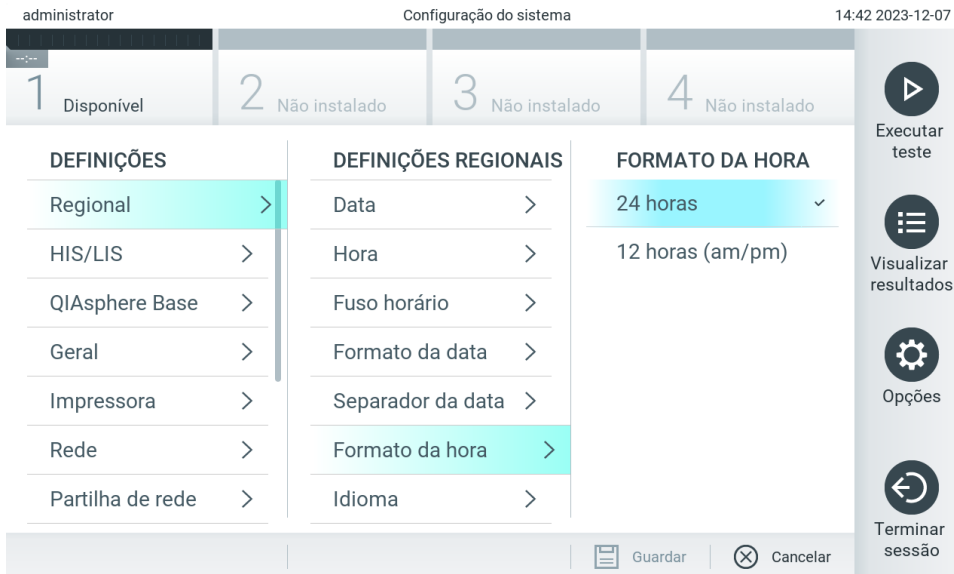 administrator
Configuração do sistema
14:42 2023-12-07
--:--
1 Disponível
2 Não instalado
3 Não instalado
4 Não instalado
DEFINIÇÕES
Regional
HIS/LIS
QIAsphere Base
Geral
Impressora
Rede
Partilha de rede
DEFINIÇÕES REGIONAIS
Data
Hora
Fuso horário
Formato da data
Separador da data
Formato da hora
Idioma
FORMATO DA HORA
24 horas
12 horas (am/pm)
Executar
teste
Visualizar
resultados
Opções
Terminar
sessão
Guardar
Cancelar